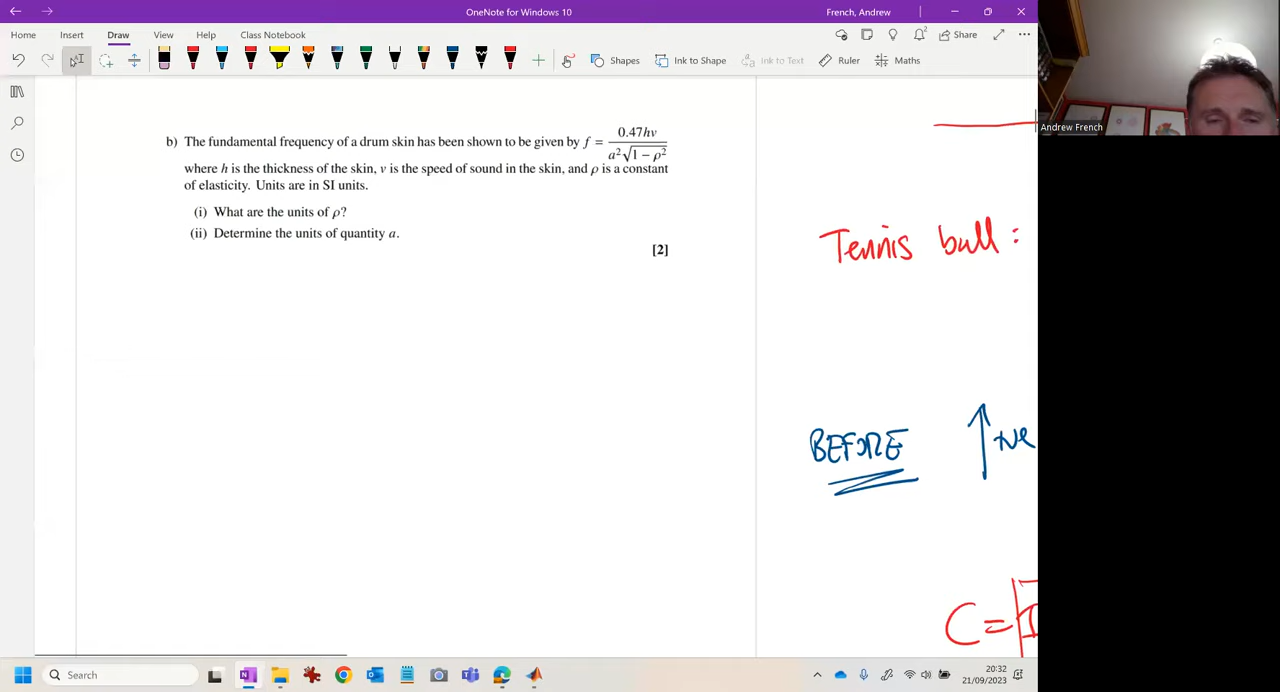 OneNote for Windows 10
French, Andrew
Home Insert Draw View Help Class Notebook
Share
Shapes Ink to Shape Ink to Text Ruler Maths
Andrew French
b) The fundamental frequency of a drum skin has been shown to be given by f = 0.47hv / a²√1 − ρ²
where h is the thickness of the skin, v is the speed of sound in the skin, and ρ is a constant
of elasticity. Units are in SI units.
(i) What are the units of ρ?
(ii) Determine the units of quantity a.
[2]
Tennis ball :
BEFORE
+ve
C =
Search
20:32
21/09/2023